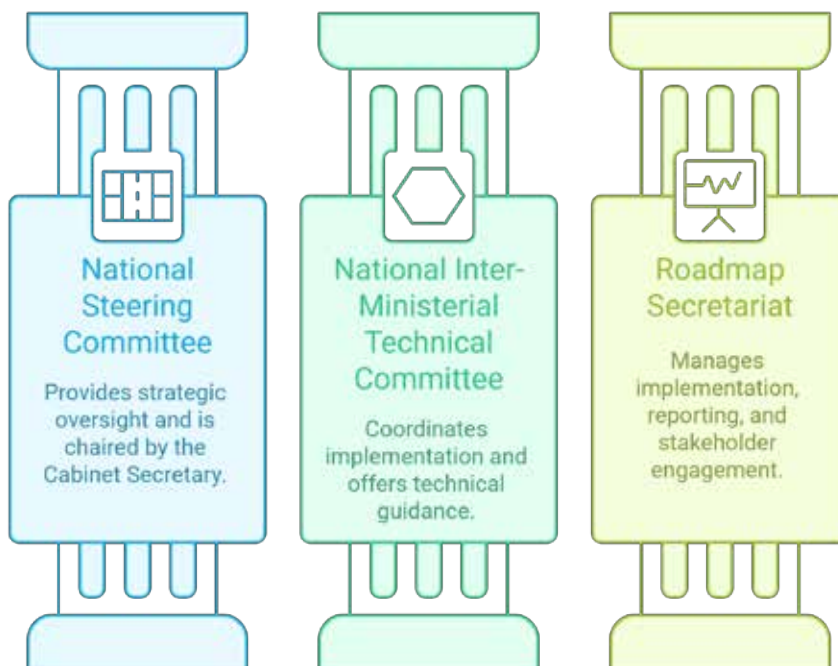 National
Steering
Committee
Provides strategic
oversight and is
chaired by the
Cabinet Secretary.
National Inter-
Ministerial
Technical
Committee
Coordinates
implementation and
offers technical
guidance.
Roadmap
Secretariat
Manages
implementation,
reporting, and
stakeholder
engagement.